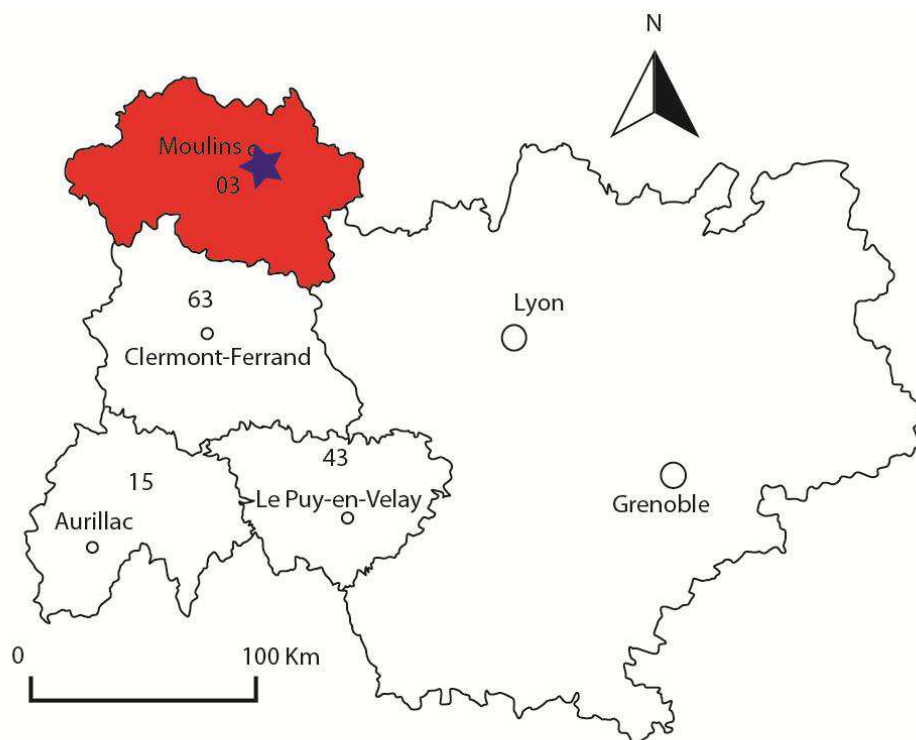 N
Moulins
03
63
Lyon
Clermont-Ferrand
43
15
Le Puy-en-Velay
Grenoble
Aurillac
0
100 Km